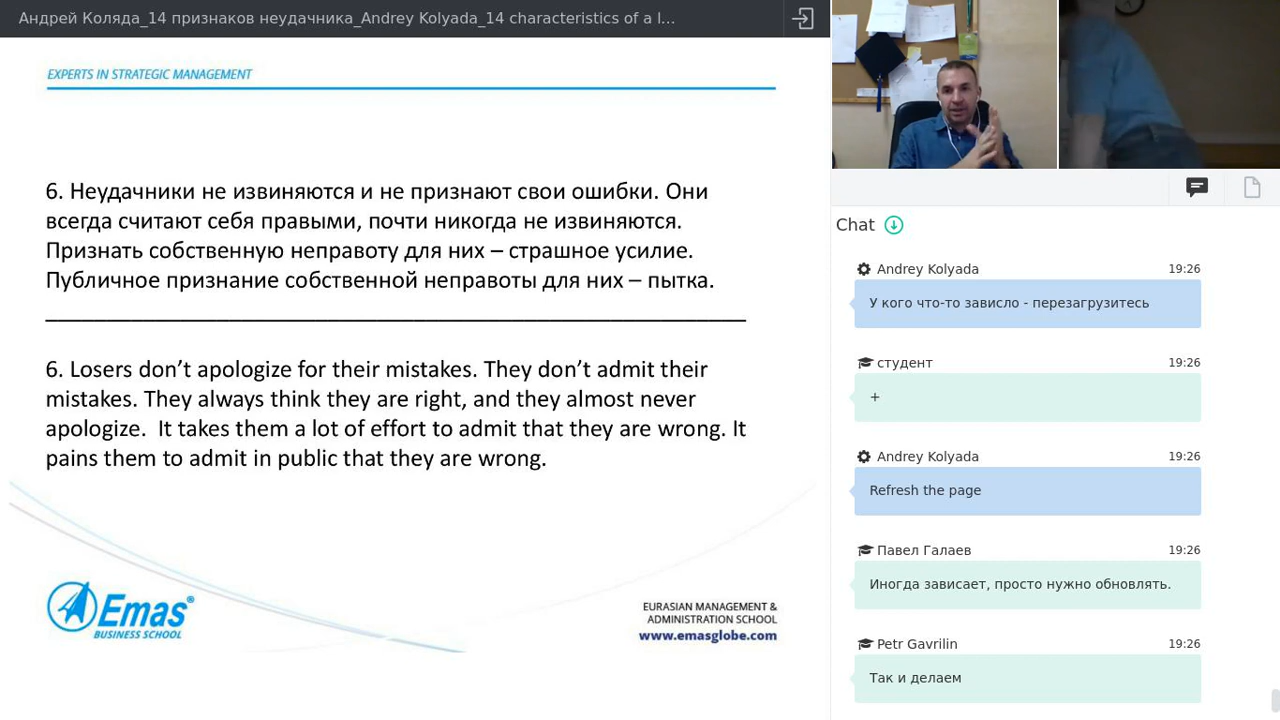 Андрей Коляда_14 признаков неудачника_Andrey Kolyada_14 characteristics of a l...
EXPERTS IN STRATEGIC MANAGEMENT
6. Неудачники не извиняются и не признают свои ошибки. Они
всегда считают себя правыми, почти никогда не извиняются.
Признать собственную неправоту для них – страшное усилие.
Публичное признание собственной неправоты для них – пытка.
6. Losers don’t apologize for their mistakes. They don’t admit their
mistakes. They always think they are right, and they almost never
apologize.  It takes them a lot of effort to admit that they are wrong. It
pains them to admit in public that they are wrong.
Emas®
BUSINESS SCHOOL
EURASIAN MANAGEMENT &
ADMINISTRATION SCHOOL
www.emasglobe.com
Chat
Andrey Kolyada 19:26
У кого что-то зависло - перезагрузитесь
студент 19:26
+
Andrey Kolyada 19:26
Refresh the page
Павел Галаев 19:26
Иногда зависает, просто нужно обновлять.
Petr Gavrilin 19:26
Так и делаем